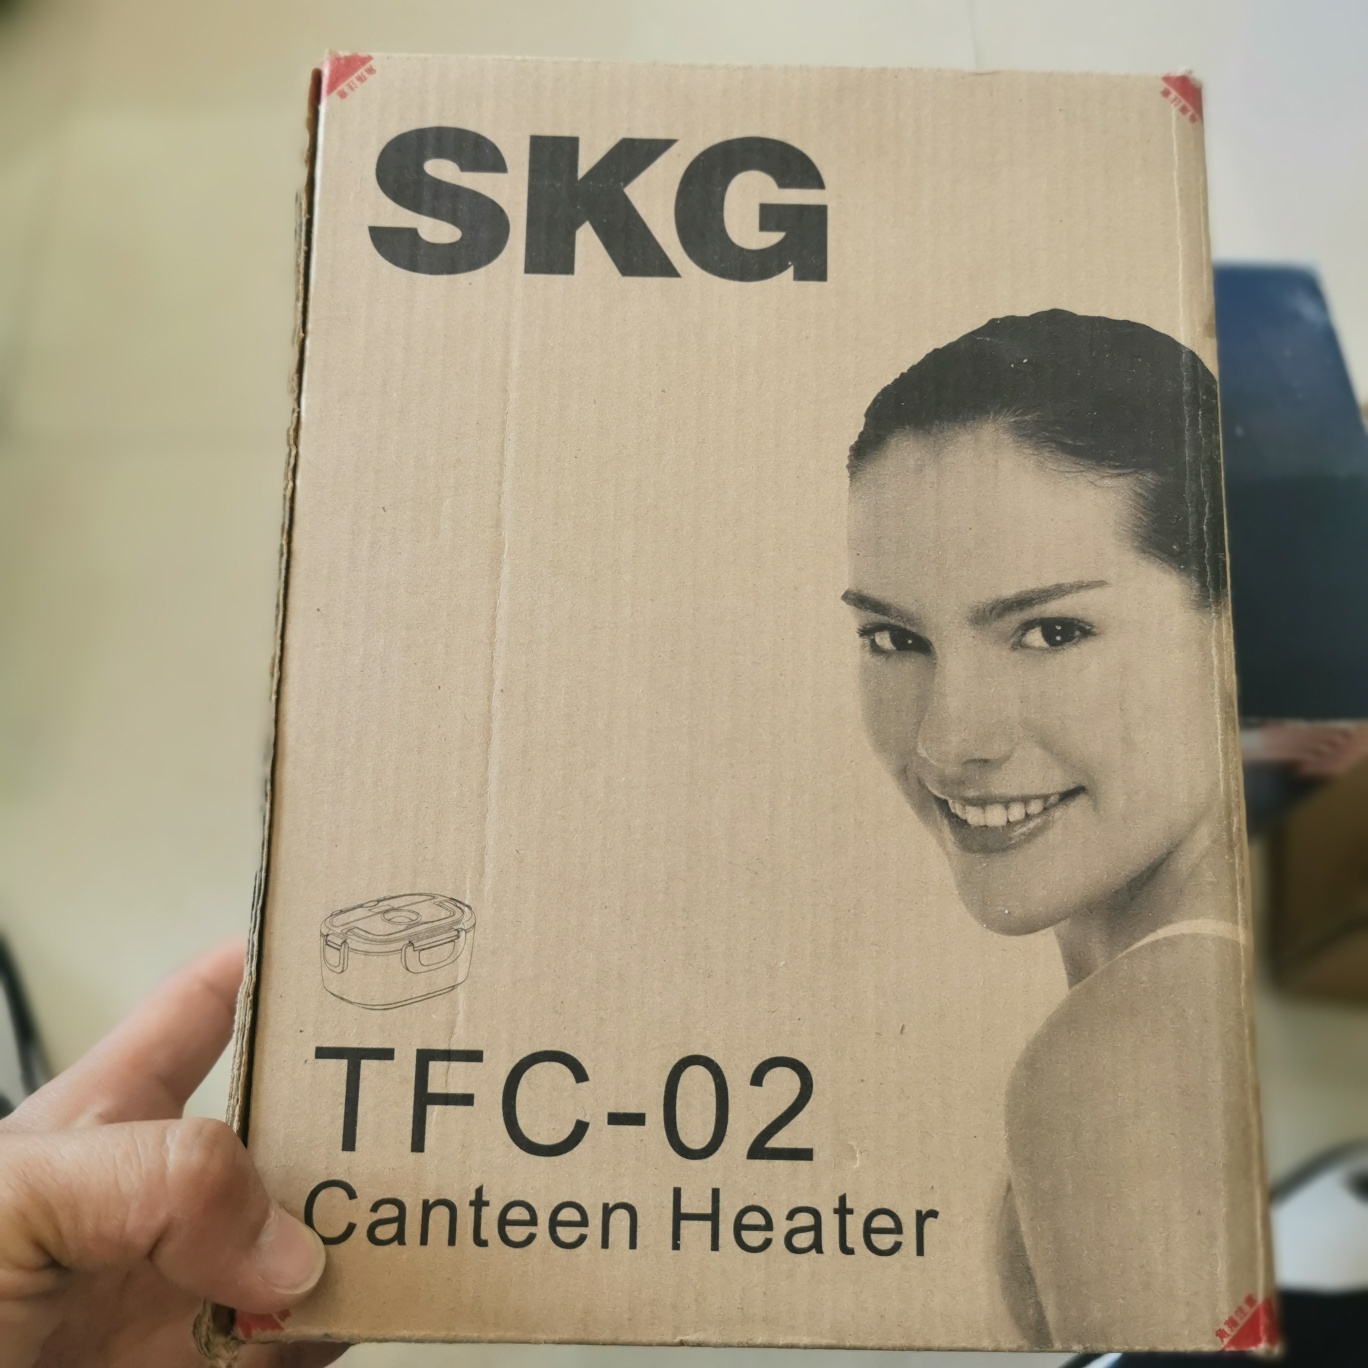 SKG
TFC-02
Canteen Heater